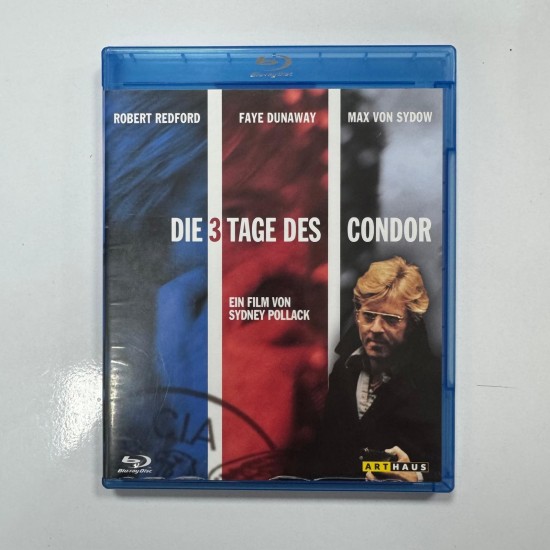 Blu-ray Disc
ROBERT REDFORD FAYE DUNAWAY MAX VON SYDOW
DIE 3 TAGE DES CONDOR
EIN FILM VON
SYDNEY POLLACK
CIA
Blu-ray Disc
ARTHAUS